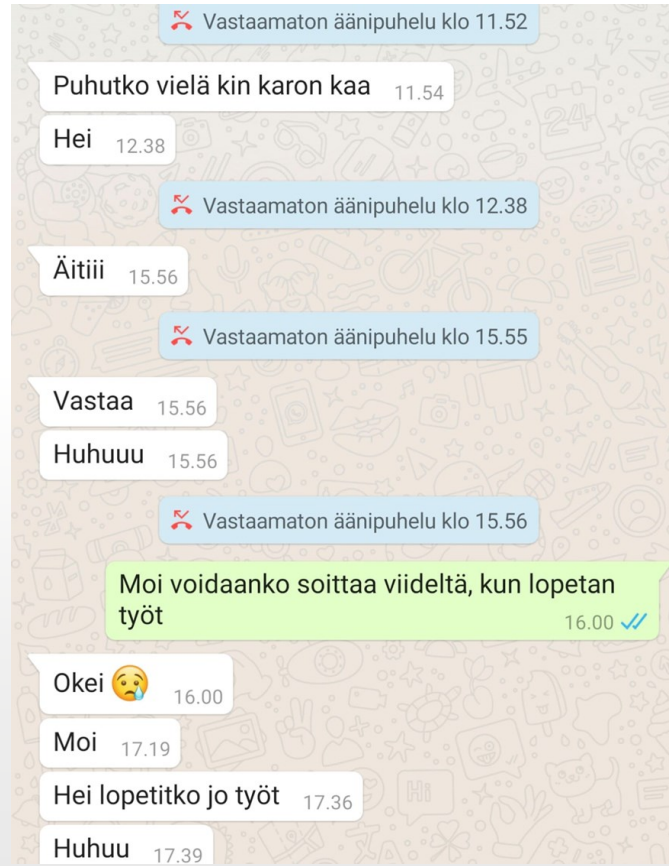 Vastaamaton äänipuhelu klo 11.52
Puhutko vielä kin karon kaa 11.54
Hei 12.38
Vastaamaton äänipuhelu klo 12.38
Äitiii 15.56
Vastaamaton äänipuhelu klo 15.55
Vastaa 15.56
Huhuuu 15.56
Vastaamaton äänipuhelu klo 15.56
Moi voidaanko soittaa viideltä, kun lopetan
työt 16.00
Okei 😢 16.00
Moi 17.19
Hei lopetitko jo työt 17.36
Huhuu 17.39